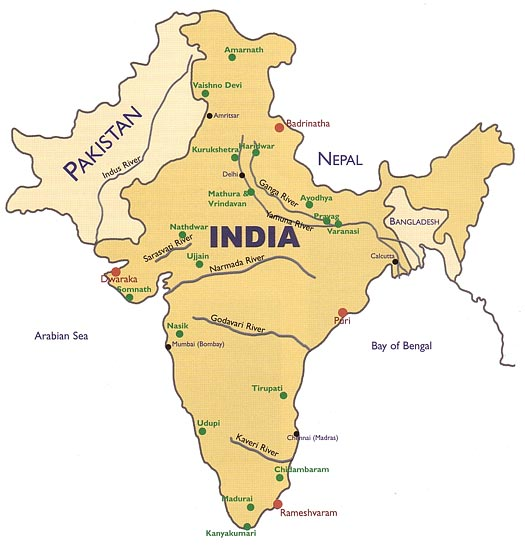 Amarnath
Vaishno Devi
Amritsar
PAKISTAN
Badrinatha
Kurukshetra
Haridwar
NEPAL
Indus River
Delhi
Ganga River
Mathura &
Vrindavan
Ayodhya
Yamuna River
Prayag
Varanasi
BANGLADESH
Nathdwar
INDIA
Sarasvati River
Ujjain
Narmada River
Calcutta
Dwaraka
Somnath
Puri
Godavari River
Nasik
Arabian Sea
Mumbai (Bombay)
Bay of Bengal
Tirupati
Udupi
Kaveri River
Chennai (Madras)
Chidambaram
Madurai
Rameshvaram
Kanyakumari